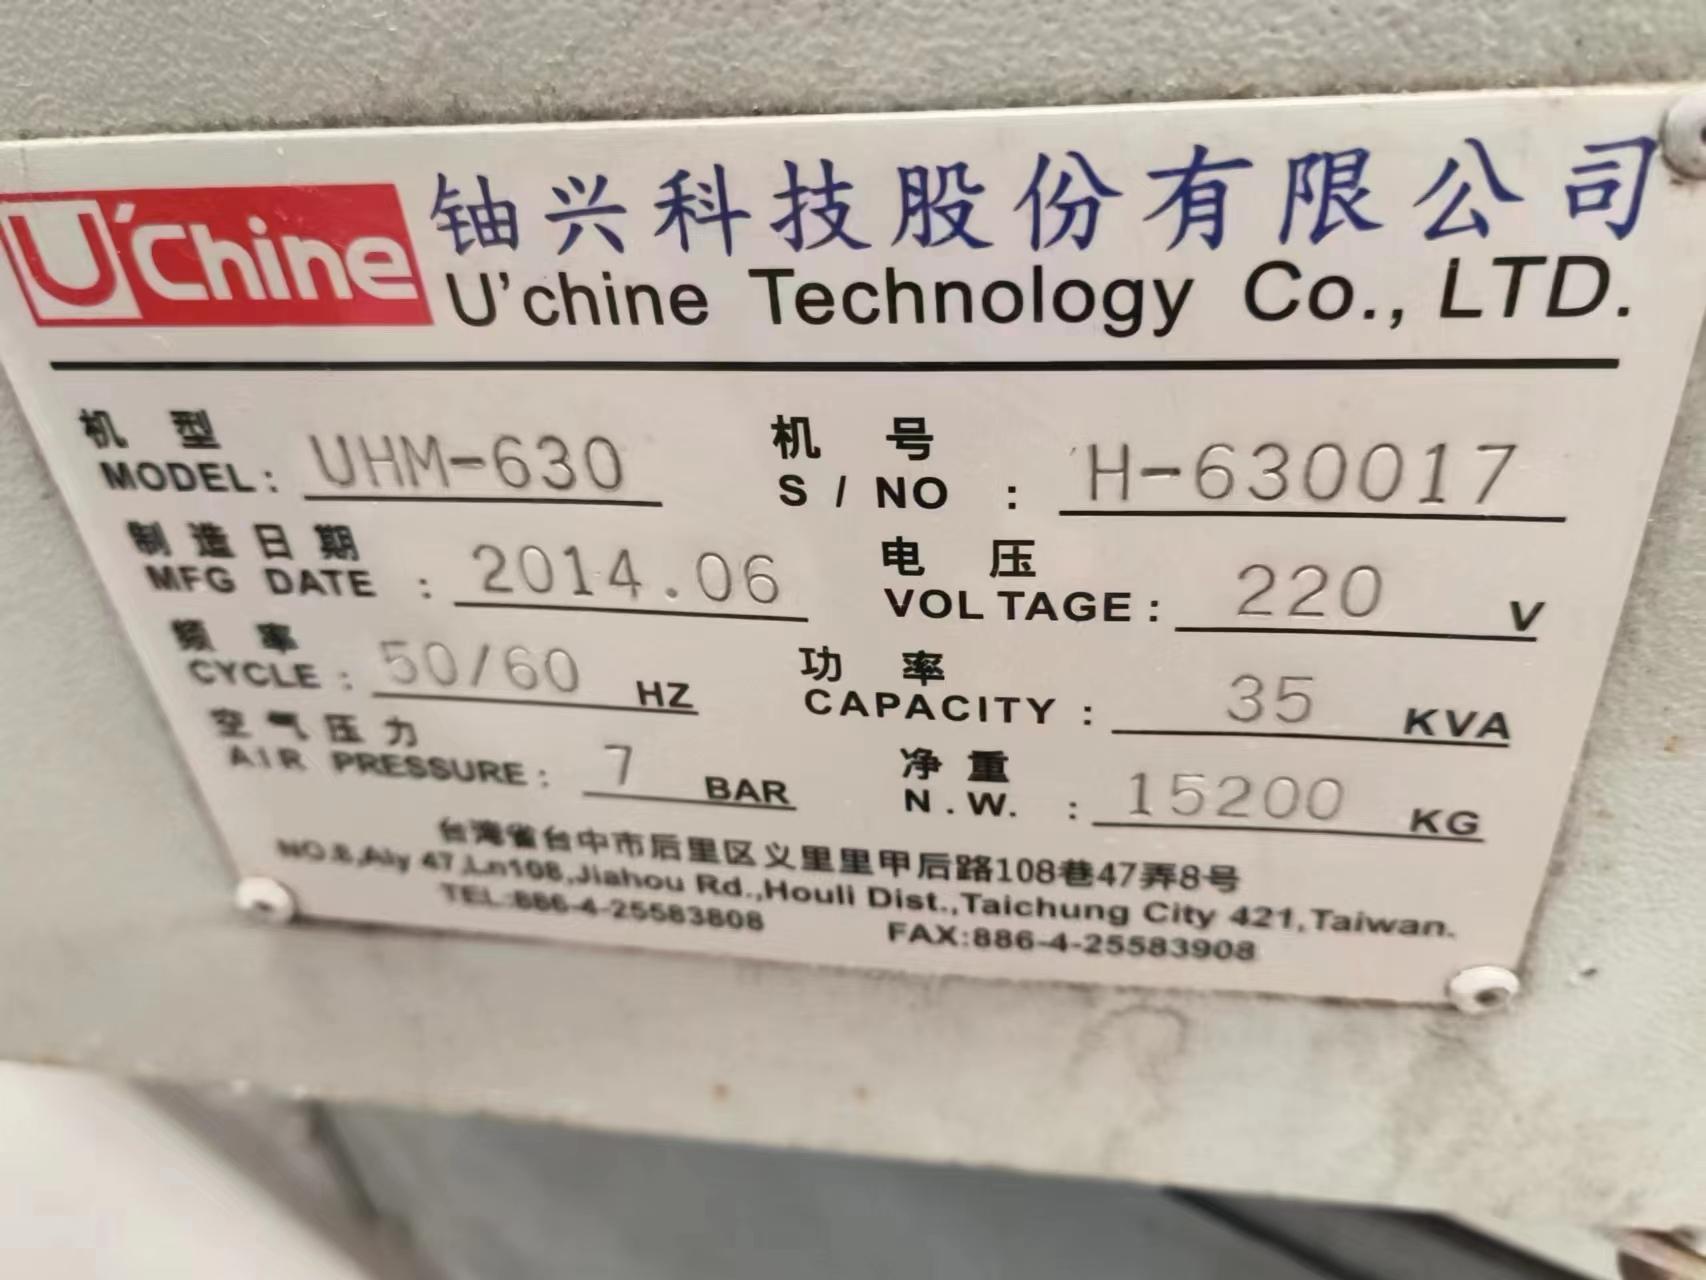 U'Chine
铀兴科技股份有限公司
U'chine Technology Co., LTD.
机型 机号
MODEL: UHM-630 S/NO : H-630017
制造日期 电压
MFG DATE : 2014.06 VOLTAGE: 220 V
频率 功率
CYCLE: 50/60 HZ CAPACITY: 35 KVA
空气压力 净重
AIR PRESSURE: 7 BAR N.W. : 15200 KG
台湾省台中市后里区义里里甲后路108巷47弄8号
NO.8,Aly 47,Ln108,Jiahou Rd.,Houli Dist.,Taichung City 421,Taiwan.
TEL:886-4-25583808 FAX:886-4-25583908